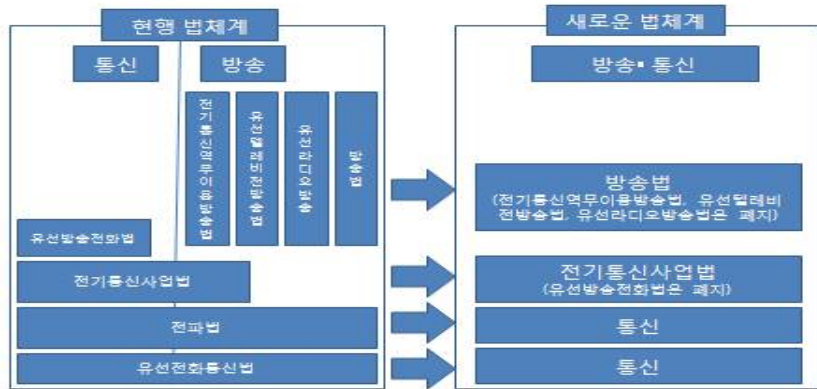 현행 법체계
통신
방송
전기통신역무이용방송법
유선텔레비전방송법
유선라디오방송
방송법
유선방송전화법
전기통신사업법
전파법
유선전화통신법
새로운 법체계
방송▪ 통신
방송법
(전기통신역무이용방송법, 유선텔레비
전방송법, 유선라디오방송법은 폐지)
전기통신사업법
(유선방송전화법은 폐지)
통신
통신